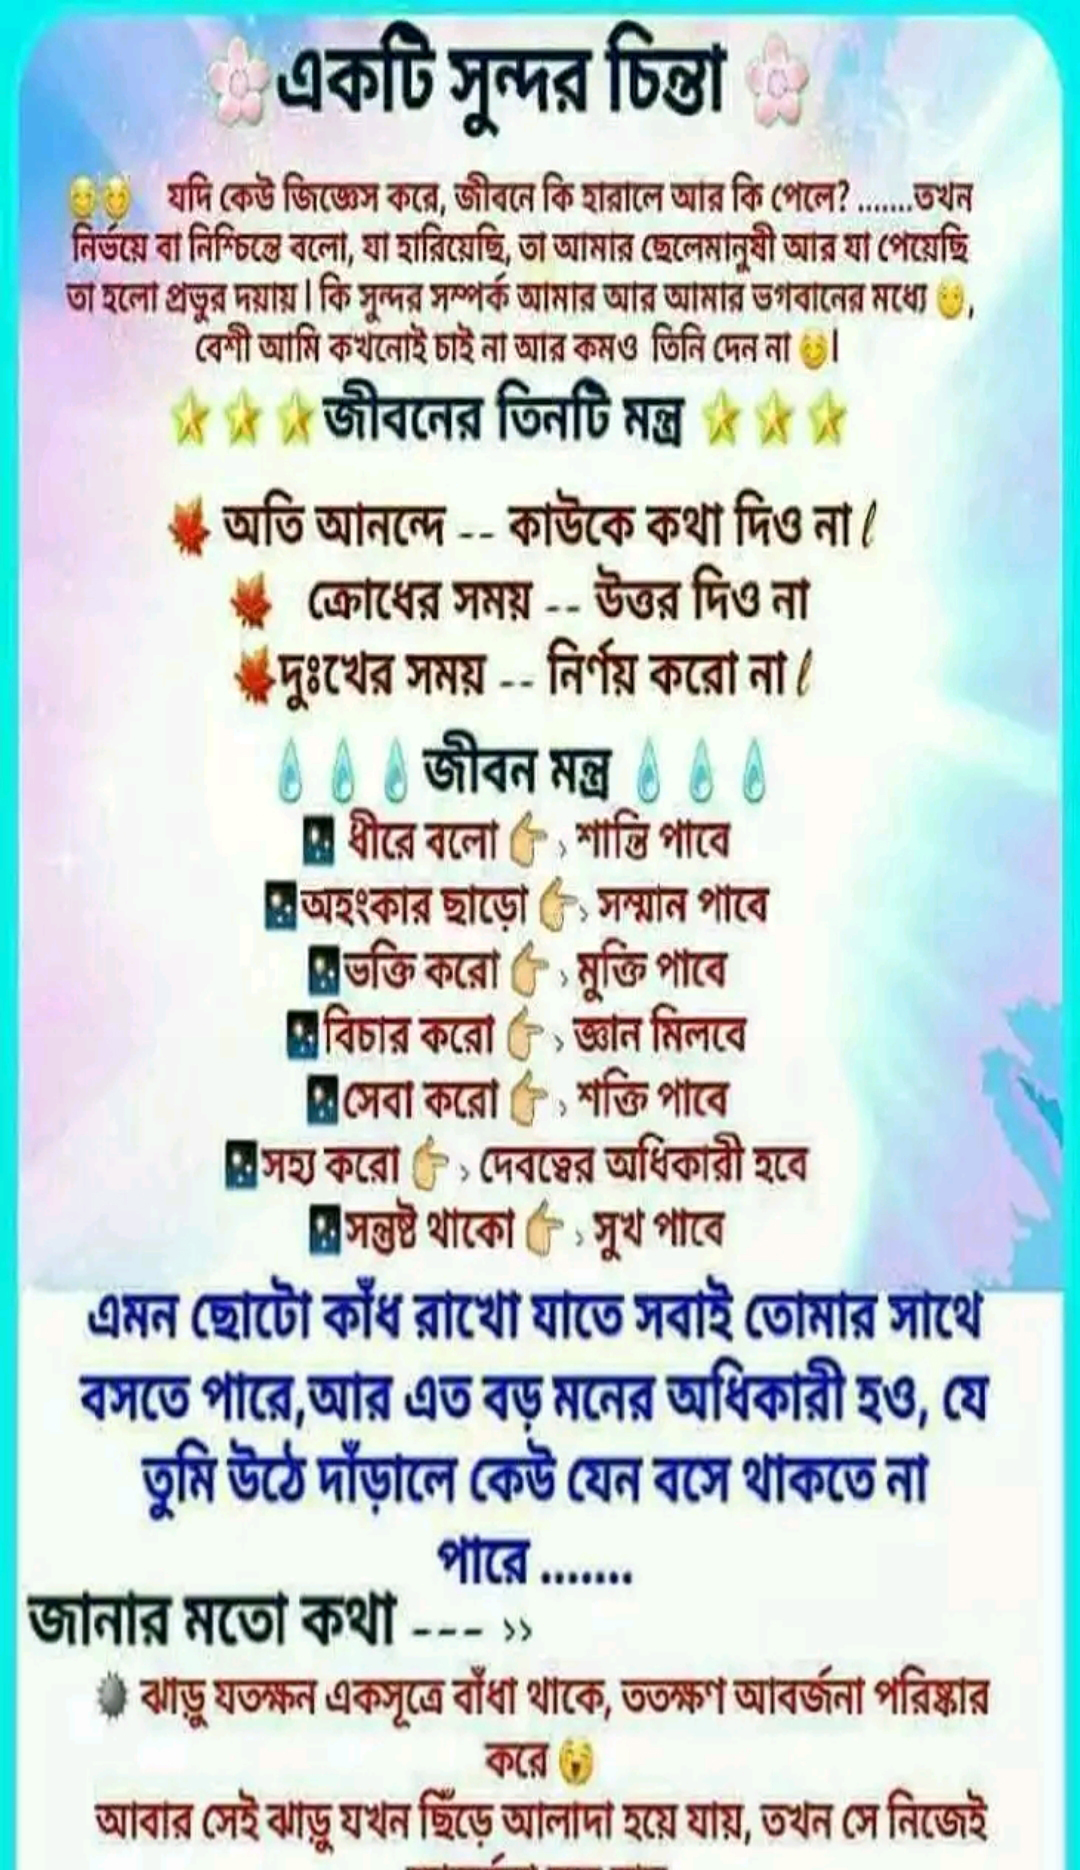 একটি সুন্দর চিন্তা
যদি কেউ জিজ্ঞেস করে, জীবনে কি হারালে আর কি পেলে? .......তখন
নির্ভয়ে বা নিশ্চিন্তে বলো, যা হারিয়েছি, তা আমার ছেলেমানুষী আর যা পেয়েছি
তা হলো প্রভুর দয়ায় | কি সুন্দর সম্পর্ক আমার আর আমার ভগবানের মধ্যে 😊,
বেশী আমি কখনোই চাই না আর কমও তিনি দেন না 😊|
⭐⭐⭐জীবনের তিনটি মন্ত্র⭐⭐⭐
🍁 অতি আনন্দে -- কাউকে কথা দিও না ℓ
🍁 ক্রোধের সময় -- উত্তর দিও না
🍁দুঃখের সময় -- নির্ণয় করো না ℓ
💧💧💧জীবন মন্ত্র💧💧💧
ধীরে বলো 👉 › শান্তি পাবে
অহংকার ছাড়ো 👉 › সম্মান পাবে
ভক্তি করো 👉 › মুক্তি পাবে
বিচার করো 👉 › জ্ঞান মিলবে
সেবা করো 👉 › শক্তি পাবে
সহ্য করো 👉 › দেবত্বের অধিকারী হবে
সন্তুষ্ট থাকো 👉 › সুখ পাবে
এমন ছোটো কাঁধ রাখো যাতে সবাই তোমার সাথে
বসতে পারে,আর এত বড় মনের অধিকারী হও, যে
তুমি উঠে দাঁড়ালে কেউ যেন বসে থাকতে না
পারে .......
জানার মতো কথা --- ››
ঝাড়ু যতক্ষন একসূত্রে বাঁধা থাকে, ততক্ষণ আবর্জনা পরিষ্কার
করে 😲
আবার সেই ঝাড়ু যখন ছিঁড়ে আলাদা হয়ে যায়, তখন সে নিজেই